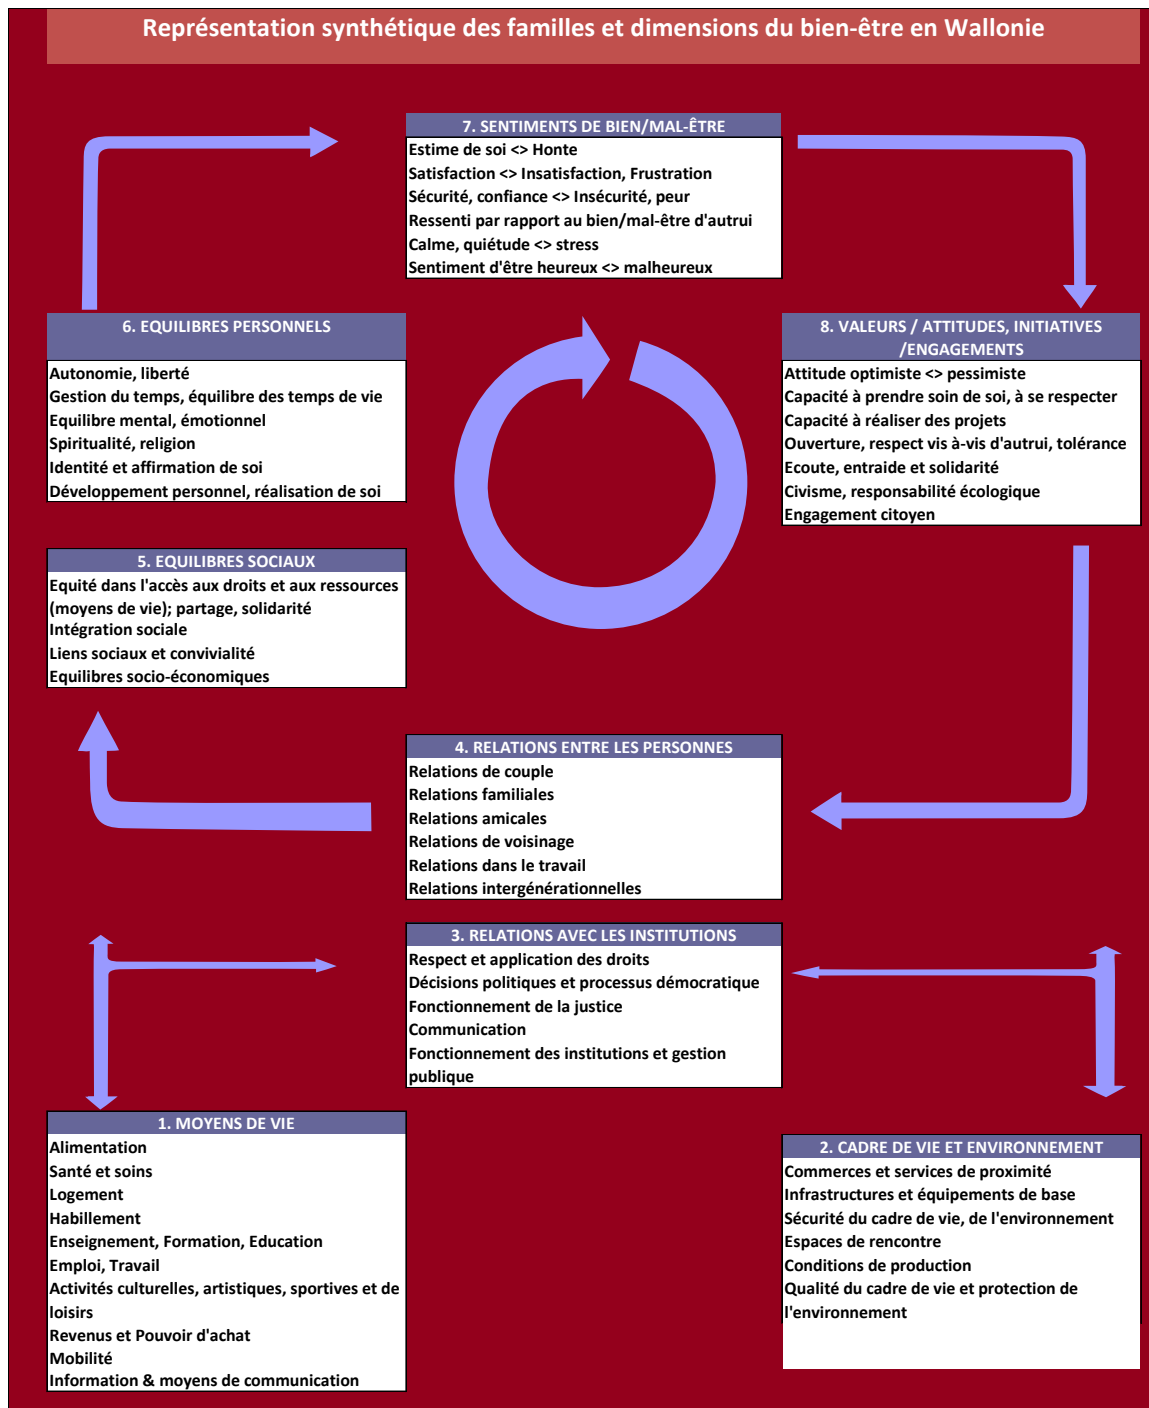 Représentation synthétique des familles et dimensions du bien-être en Wallonie
7. SENTIMENTS DE BIEN/MAL-ÊTRE
Estime de soi <> Honte
Satisfaction <> Insatisfaction, Frustration
Sécurité, confiance <> Insécurité, peur
Ressenti par rapport au bien/mal-être d'autrui
Calme, quiétude <> stress
Sentiment d'être heureux <> malheureux
6. EQUILIBRES PERSONNELS
Autonomie, liberté
Gestion du temps, équilibre des temps de vie
Equilibre mental, émotionnel
Spiritualité, religion
Identité et affirmation de soi
Développement personnel, réalisation de soi
8. VALEURS / ATTITUDES, INITIATIVES
/ENGAGEMENTS
Attitude optimiste <> pessimiste
Capacité à prendre soin de soi, à se respecter
Capacité à réaliser des projets
Ouverture, respect vis à-vis d'autrui, tolérance
Ecoute, entraide et solidarité
Civisme, responsabilité écologique
Engagement citoyen
5. EQUILIBRES SOCIAUX
Equité dans l'accès aux droits et aux ressources
(moyens de vie); partage, solidarité
Intégration sociale
Liens sociaux et convivialité
Equilibres socio-économiques
4. RELATIONS ENTRE LES PERSONNES
Relations de couple
Relations familiales
Relations amicales
Relations de voisinage
Relations dans le travail
Relations intergénérationnelles
3. RELATIONS AVEC LES INSTITUTIONS
Respect et application des droits
Décisions politiques et processus démocratique
Fonctionnement de la justice
Communication
Fonctionnement des institutions et gestion
publique
1. MOYENS DE VIE
Alimentation
Santé et soins
Logement
Habillement
Enseignement, Formation, Education
Emploi, Travail
Activités culturelles, artistiques, sportives et de
loisirs
Revenus et Pouvoir d'achat
Mobilité
Information & moyens de communication
2. CADRE DE VIE ET ENVIRONNEMENT
Commerces et services de proximité
Infrastructures et équipements de base
Sécurité du cadre de vie, de l'environnement
Espaces de rencontre
Conditions de production
Qualité du cadre de vie et protection de
l'environnement